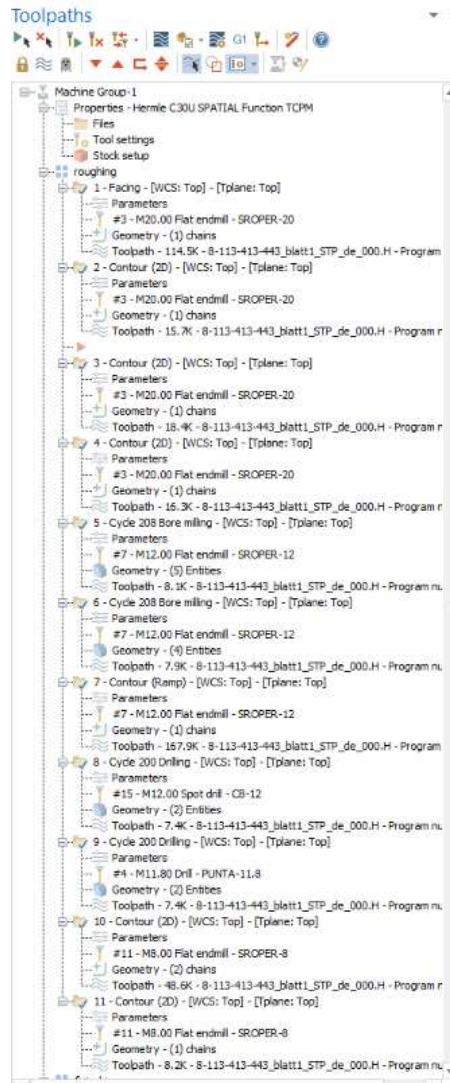 Toolpaths
G1
Machine Group-1
Properties - Hermle C30U SPATIAL Function TCPM
Files
Tool settings
Stock setup
roughing
1 - Facing - [WCS: Top] - [Tplane: Top]
Parameters
#3 - M20.00 Flat endmill - SROPER-20
Geometry - (1) chains
Toolpath - 114.5K - 8-113-413-443_blatt1_STP_de_000.H - Program
2 - Contour (2D) - [WCS: Top] - [Tplane: Top]
Parameters
#3 - M20.00 Flat endmill - SROPER-20
Geometry - (1) chains
Toolpath - 15.7K - 8-113-413-443_blatt1_STP_de_000.H - Program n
3 - Contour (2D) - [WCS: Top] - [Tplane: Top]
Parameters
#3 - M20.00 Flat endmill - SROPER-20
Geometry - (1) chains
Toolpath - 18.4K - 8-113-413-443_blatt1_STP_de_000.H - Program n
4 - Contour (2D) - [WCS: Top] - [Tplane: Top]
Parameters
#3 - M20.00 Flat endmill - SROPER-20
Geometry - (1) chains
Toolpath - 16.3K - 8-113-413-443_blatt1_STP_de_000.H - Program n
5 - Cycle 208 Bore milling - [WCS: Top] - [Tplane: Top]
Parameters
#7 - M12.00 Flat endmill - SROPER-12
Geometry - (5) Entities
Toolpath - 8.1K - 8-113-413-443_blatt1_STP_de_000.H - Program nu
6 - Cycle 208 Bore milling - [WCS: Top] - [Tplane: Top]
Parameters
#7 - M12.00 Flat endmill - SROPER-12
Geometry - (4) Entities
Toolpath - 7.9K - 8-113-413-443_blatt1_STP_de_000.H - Program nu
7 - Contour (Ramp) - [WCS: Top] - [Tplane: Top]
Parameters
#7 - M12.00 Flat endmill - SROPER-12
Geometry - (1) chains
Toolpath - 167.9K - 8-113-413-443_blatt1_STP_de_000.H - Program
8 - Cycle 200 Drilling - [WCS: Top] - [Tplane: Top]
Parameters
#15 - M12.00 Spot drill - CB-12
Geometry - (2) Entities
Toolpath - 7.4K - 8-113-413-443_blatt1_STP_de_000.H - Program nu
9 - Cycle 200 Drilling - [WCS: Top] - [Tplane: Top]
Parameters
#4 - M11.80 Drill - PUNTA-11.8
Geometry - (2) Entities
Toolpath - 7.4K - 8-113-413-443_blatt1_STP_de_000.H - Program nu
10 - Contour (2D) - [WCS: Top] - [Tplane: Top]
Parameters
#11 - M8.00 Flat endmill - SROPER-8
Geometry - (2) chains
Toolpath - 48.6K - 8-113-413-443_blatt1_STP_de_000.H - Program n
11 - Contour (2D) - [WCS: Top] - [Tplane: Top]
Parameters
#11 - M8.00 Flat endmill - SROPER-8
Geometry - (1) chains
Toolpath - 8.2K - 8-113-413-443_blatt1_STP_de_000.H - Program nu